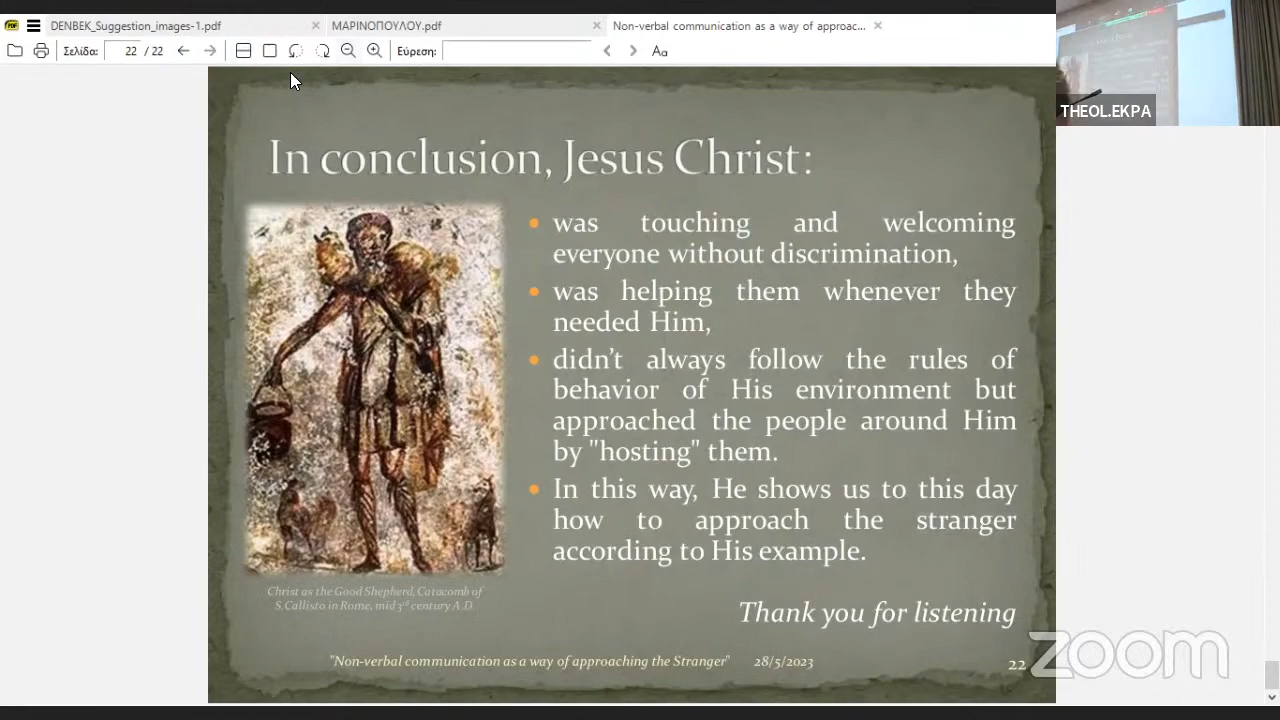 DENBEK_Suggestion_images-1.pdf
ΜΑΡΙΝΟΠΟΥΛΟΥ.pdf
Non-verbal communication as a way of approac...
Σελίδα: 22 / 22
Εύρεση:
Aα
THEOL.EKPA
In conclusion, Jesus Christ:
• was touching and welcoming
everyone without discrimination,
• was helping them whenever they
needed Him,
• didn't always follow the rules of
behavior of His environment but
approached the people around Him
by "hosting" them.
• In this way, He shows us to this day
how to approach the stranger
according to His example.
Christ as the Good Shepherd, Catacomb of
S. Callisto in Rome, mid 3rd century A.D.
Thank you for listening
"Non-verbal communication as a way of approaching the Stranger" 28/5/2023
22
zoom